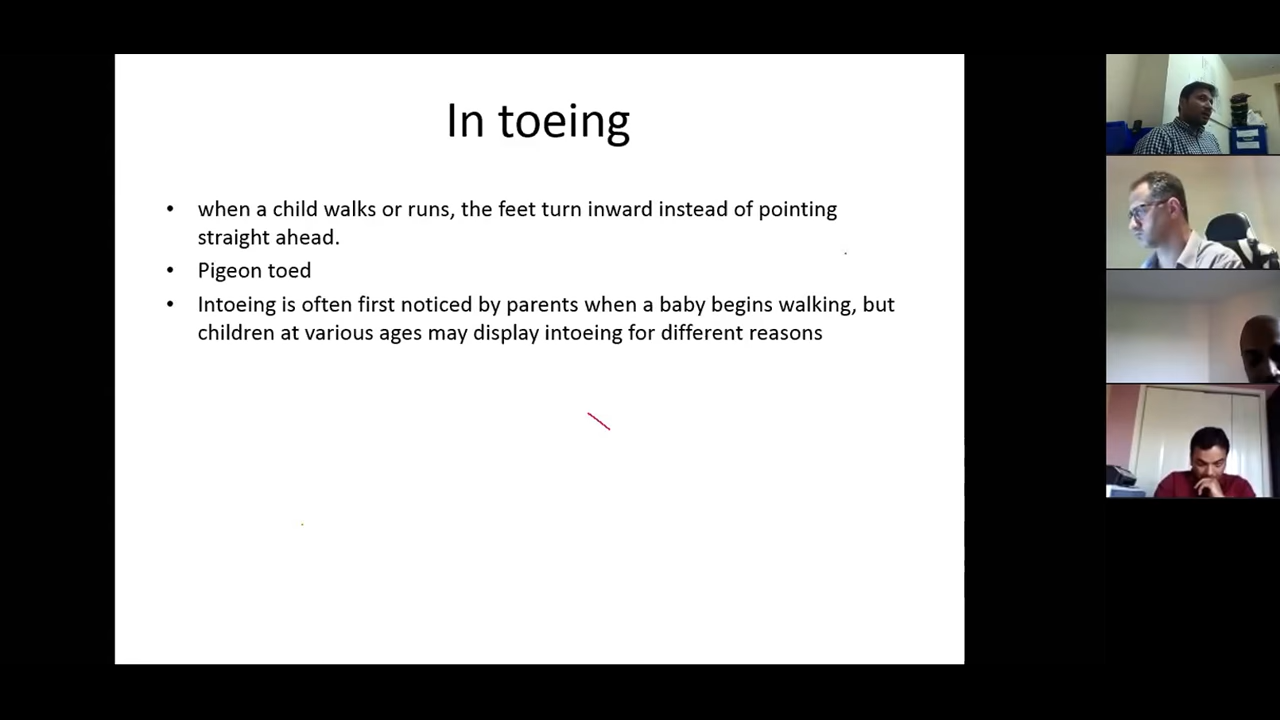 In toeing
• when a child walks or runs, the feet turn inward instead of pointing
straight ahead.
• Pigeon toed
• Intoeing is often first noticed by parents when a baby begins walking, but
children at various ages may display intoeing for different reasons